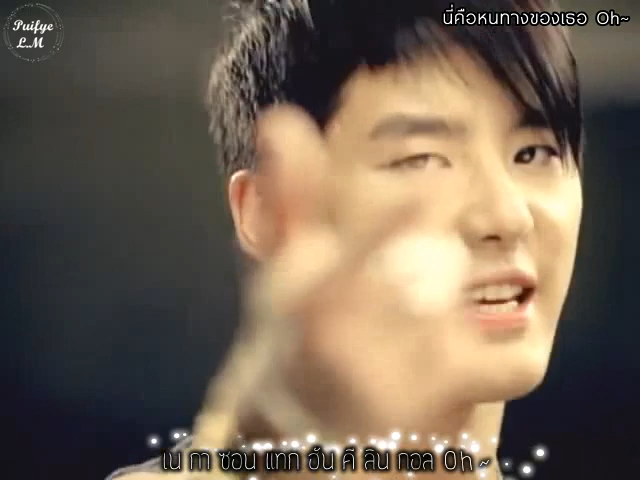 Puifye
L.M
นี่คือหนทางของเธอ Oh~
เน กา ซอน แทก อัน คี ลิน กอล Oh~